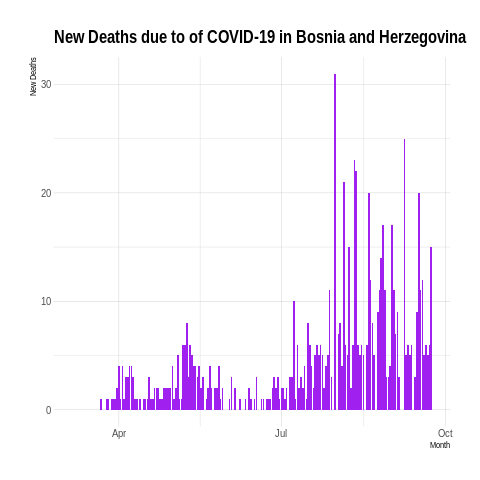 New Deaths due to of COVID-19 in Bosnia and Herzegovina
New Deaths
30
20
10
0
Apr
Jul
Oct
Month